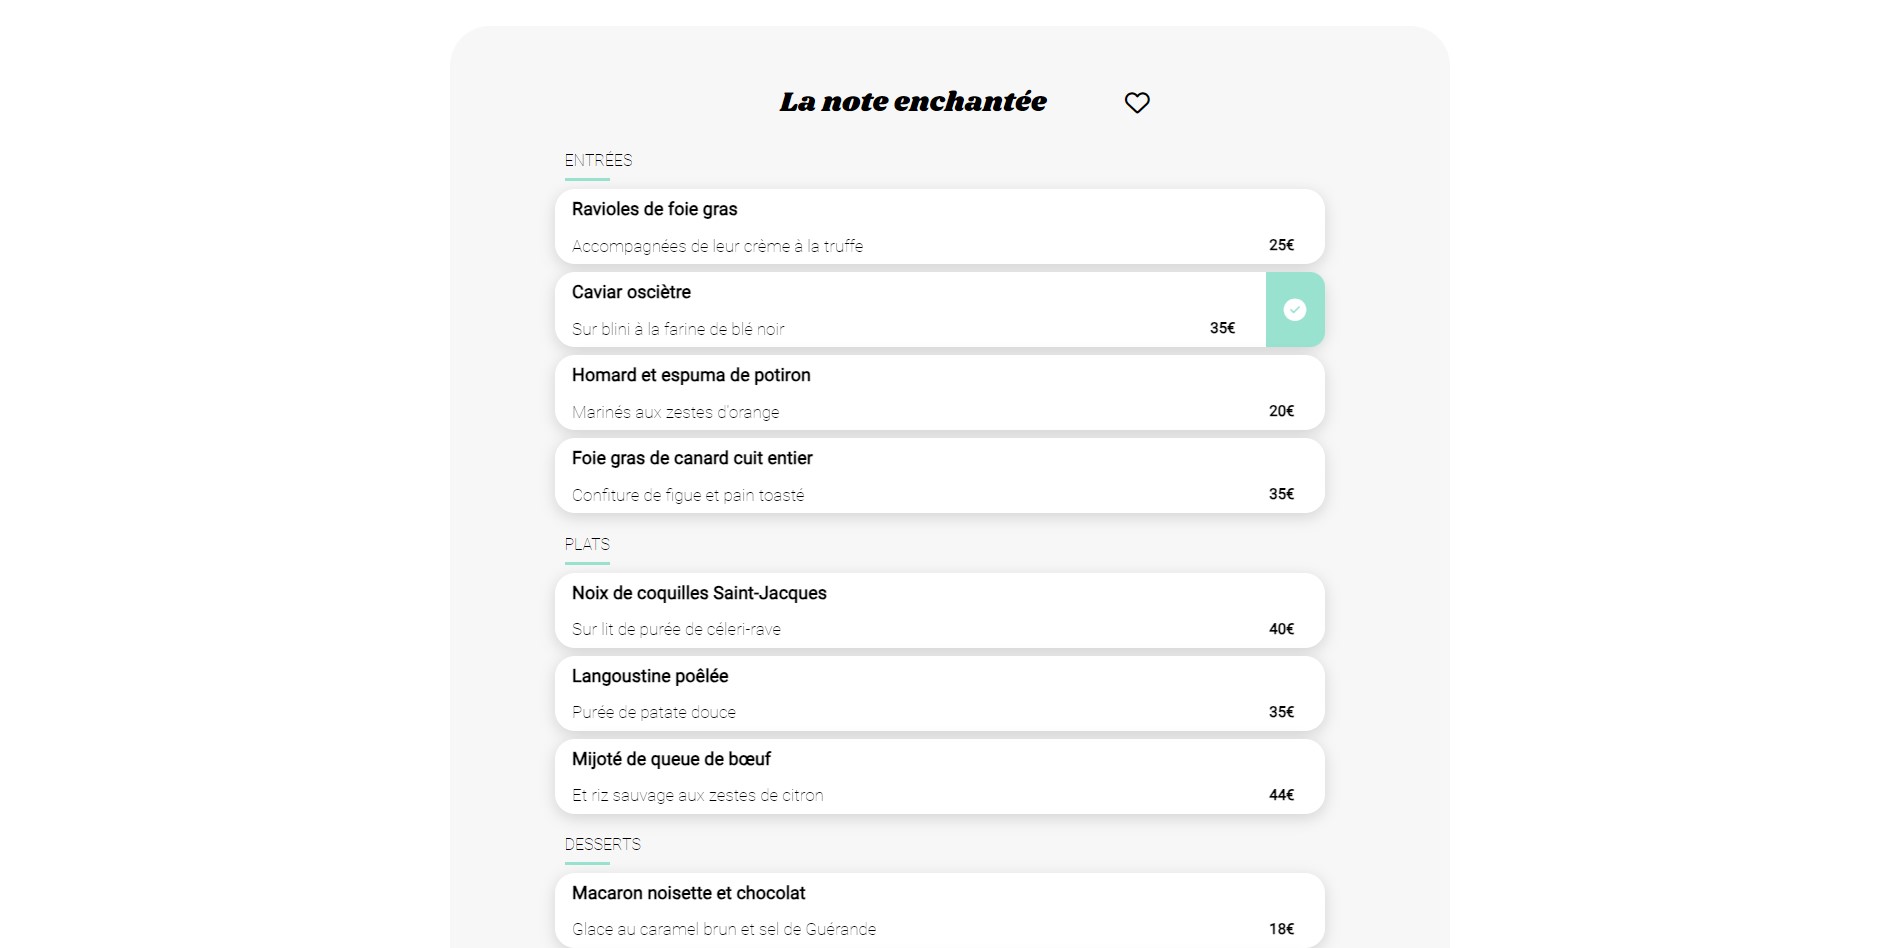 La note enchantée
ENTRÉES
Ravioles de foie gras
Accompagnées de leur crème à la truffe
25€
Caviar oscïètre
Sur blini à la farine de blé noir
35€
Homard et espuma de potiron
Marinés aux zestes d'orange
20€
Foie gras de canard cuit entier
Confiture de figue et pain toasté
35€
PLATS
Noix de coquilles Saint-Jacques
Sur lit de purée de céleri-rave
40€
Langoustine poêlée
Purée de patate douce
35€
Mijoté de queue de bœuf
Et riz sauvage aux zestes de citron
44€
DESSERTS
Macaron noisette et chocolat
Glace au caramel brun et sel de Guérande
18€